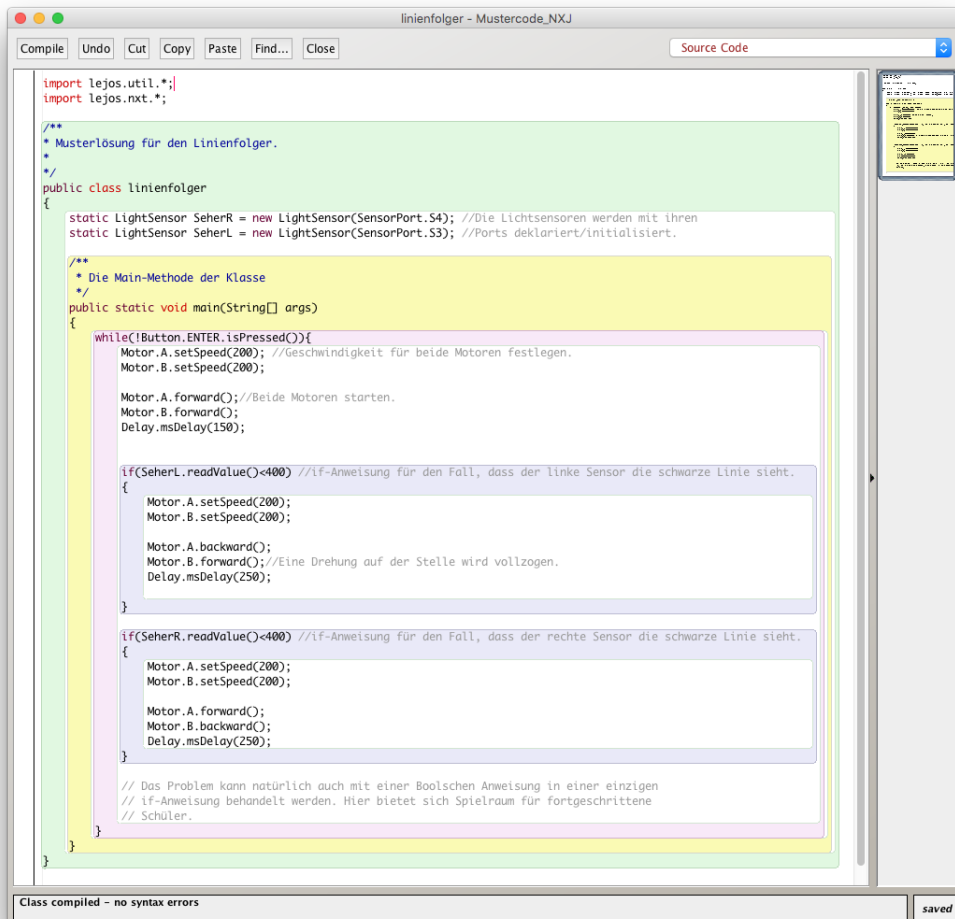 linienfolger - Mustercode_NXJ
Compile Undo Cut Copy Paste Find... Close Source Code
import lejos.util.*;
import lejos.nxt.*;
/**
* Musterlösung für den Linienfolger.
*
*/
public class linienfolger
{
static LightSensor SeherR = new LightSensor(SensorPort.S4); //Die Lichtsensoren werden mit ihren
static LightSensor SeherL = new LightSensor(SensorPort.S3); //Ports deklariert/initialisiert.
/**
* Die Main-Methode der Klasse
*/
public static void main(String[] args)
{
while(!Button.ENTER.isPressed()){
Motor.A.setSpeed(200); //Geschwindigkeit für beide Motoren festlegen.
Motor.B.setSpeed(200);
Motor.A.forward();//Beide Motoren starten.
Motor.B.forward();
Delay.msDelay(150);
if(SeherL.readValue()<400) //if-Anweisung für den Fall, dass der linke Sensor die schwarze Linie sieht.
{
Motor.A.setSpeed(200);
Motor.B.setSpeed(200);
Motor.A.backward();
Motor.B.forward();//Eine Drehung auf der Stelle wird vollzogen.
Delay.msDelay(250);
}
if(SeherR.readValue()<400) //if-Anweisung für den Fall, dass der rechte Sensor die schwarze Linie sieht.
{
Motor.A.setSpeed(200);
Motor.B.setSpeed(200);
Motor.A.forward();
Motor.B.backward();
Delay.msDelay(250);
}
// Das Problem kann natürlich auch mit einer Boolschen Anweisung in einer einzigen
// if-Anweisung behandelt werden. Hier bietet sich Spielraum für fortgeschrittene
// Schüler.
}
}
}
Class compiled - no syntax errors
saved